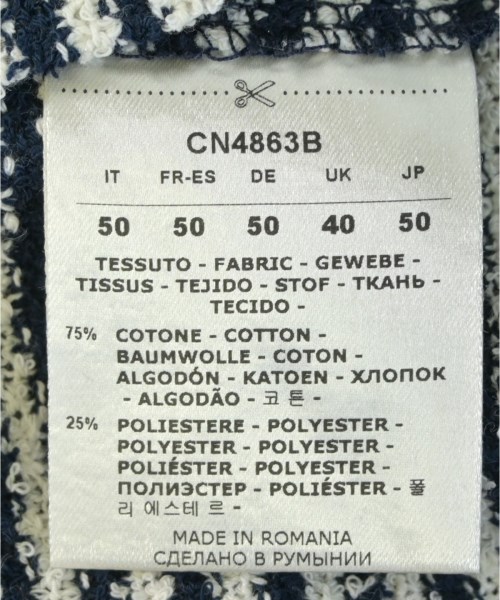 CN4863B
IT FR-ES DE UK JP
50 50 50 40 50
TESSUTO - FABRIC - GEWEBE -
TISSUS - TEJIDO - STOF - ТКАНЬ -
TECIDO -
75% COTONE - COTTON -
BAUMWOLLE - COTON -
ALGODÓN - KATOEN - ХЛОПОК
- ALGODÃO - 코 튼 -
25% POLIESTERE - POLYESTER -
POLYESTER - POLYESTER -
POLIÉSTER - POLYESTER -
ПОЛИЭСТЕР - POLIÉSTER - 폴
리 에스테 르 -
MADE IN ROMANIA
СДЕЛАНО В РУМЫНИИ